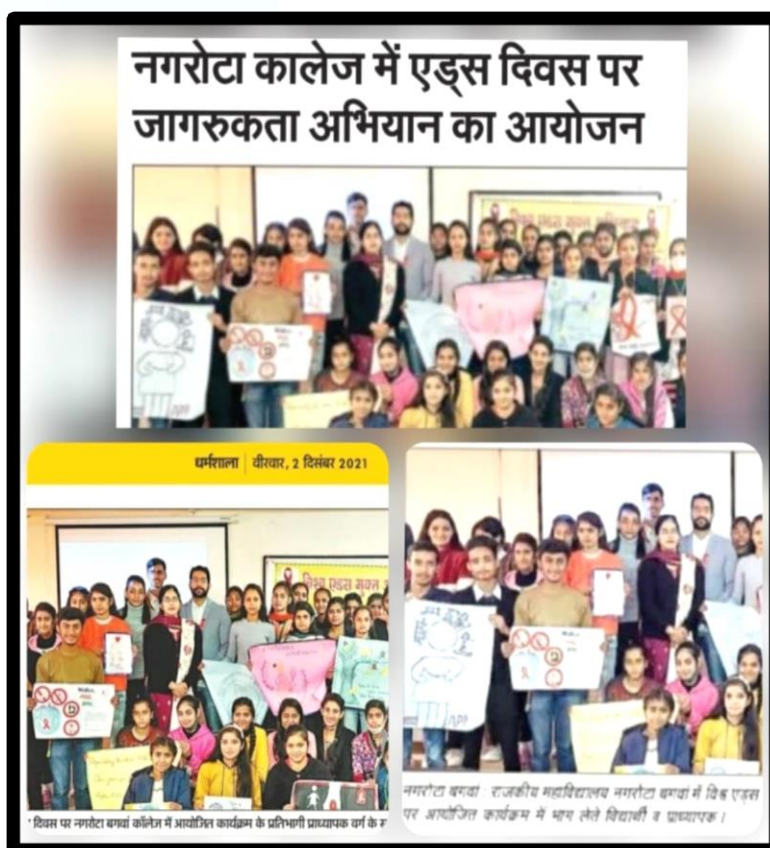 नगरोटा कालेज में एड्स दिवस पर
जागरुकता अभियान का आयोजन
धर्मशाला | वीरवार, 2 दिसंबर 2021
विश्व एड्स
' दिवस पर नगरोटा बगवां कॉलेज में आयोजित कार्यक्रम के प्रतिभागी प्राध्यापक वर्ग के
नगरोटा बगवां : राजकीय महाविद्यालय नगरोटा बगवां में विश्व एड्स
पर आयोजित कार्यक्रम में भाग लेते विद्यार्थी व प्राध्यापक।